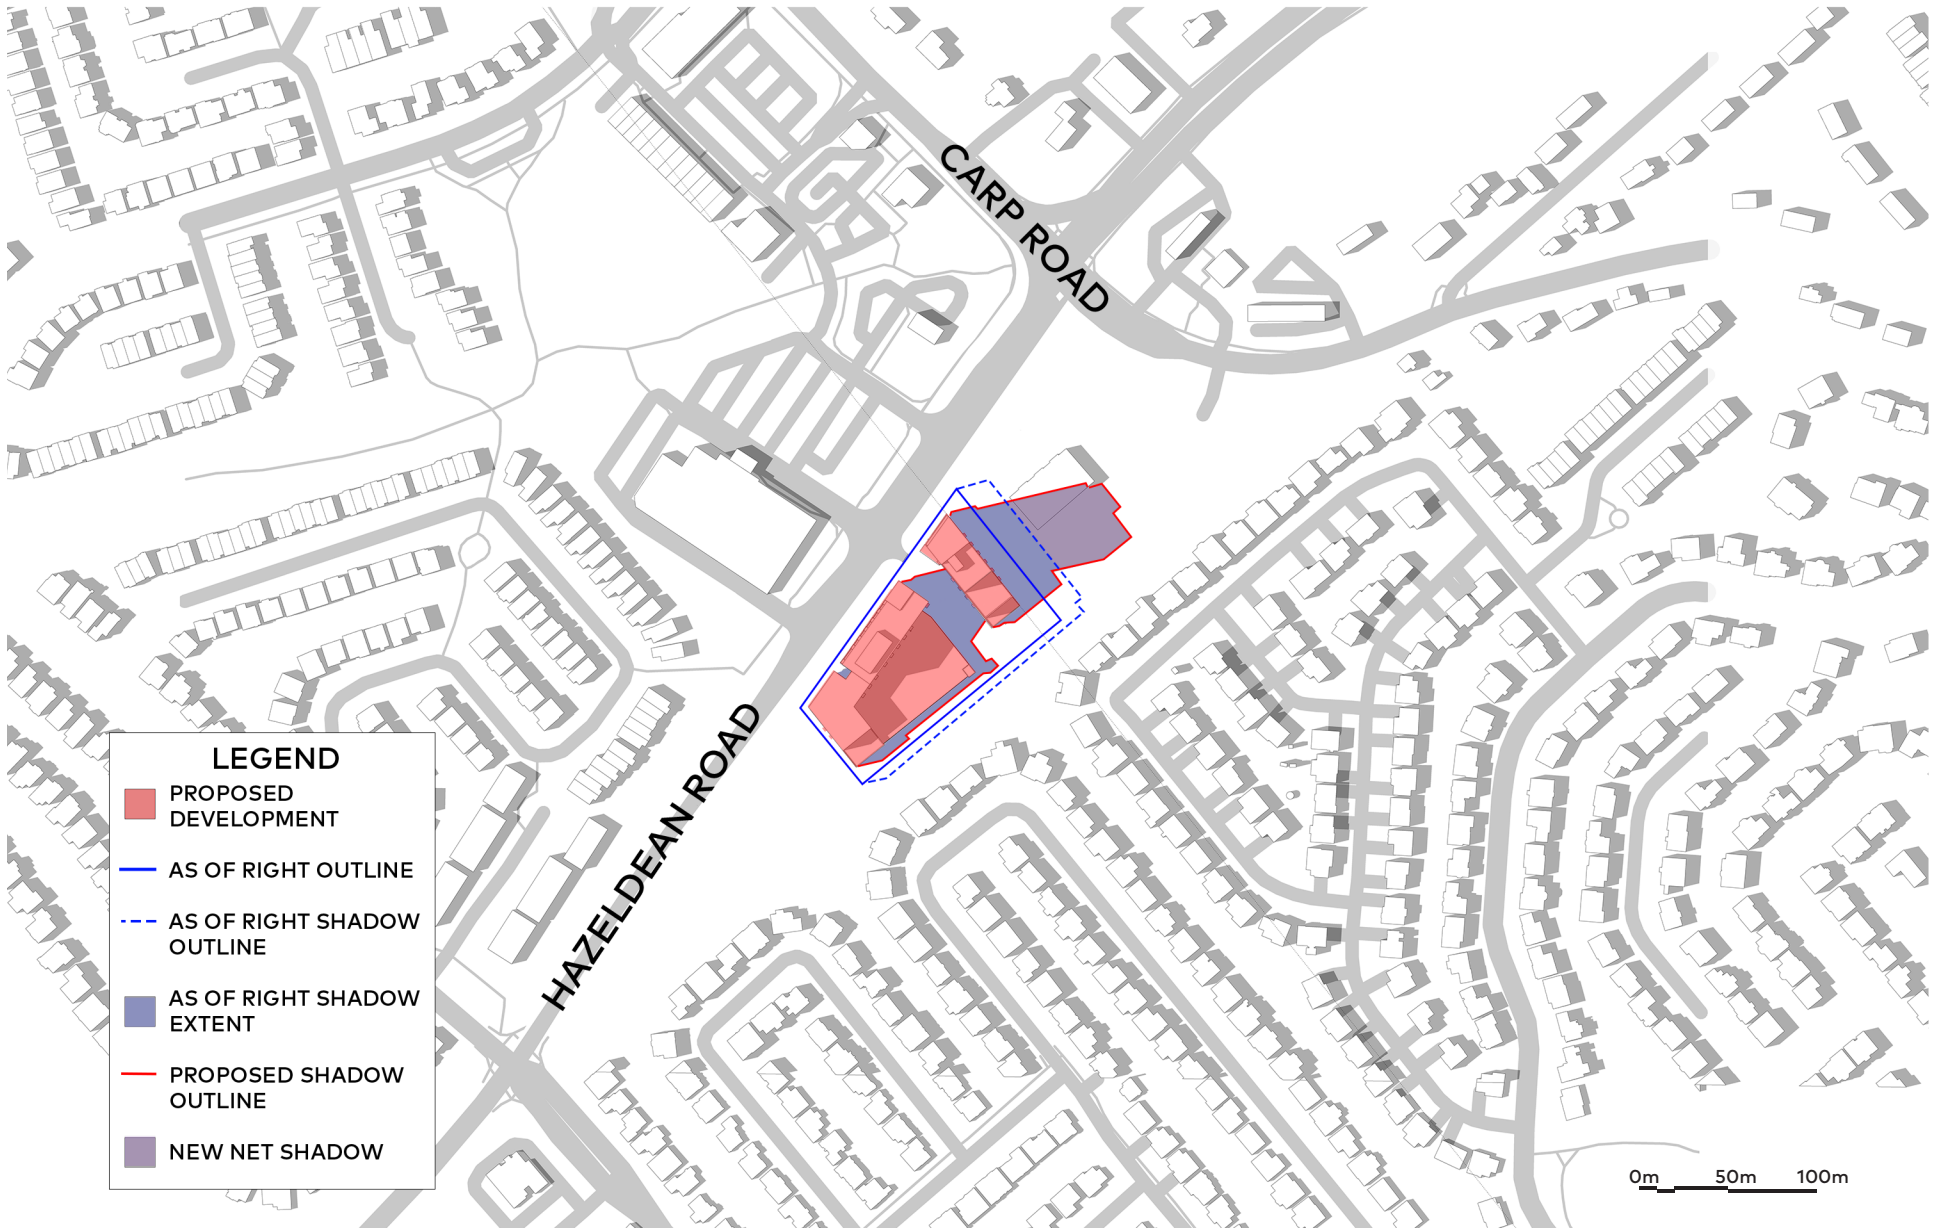 CARP ROAD
HAZELDEAN ROAD
LEGEND
PROPOSED
DEVELOPMENT
AS OF RIGHT OUTLINE
AS OF RIGHT SHADOW
OUTLINE
AS OF RIGHT SHADOW
EXTENT
PROPOSED SHADOW
OUTLINE
NEW NET SHADOW
0m 50m 100m